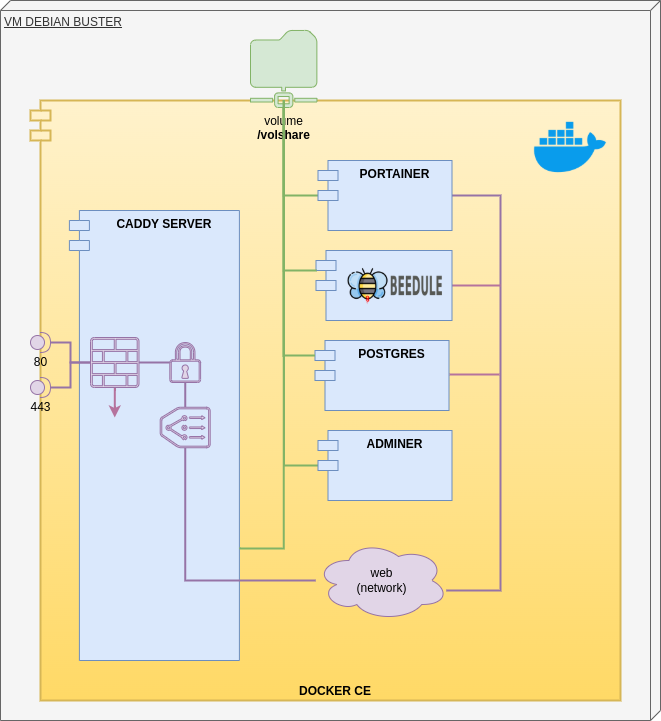 VM DEBIAN BUSTER
volume
/volshare
PORTAINER
CADDY SERVER
BEEDULE
80
443
POSTGRES
ADMINER
web
(network)
DOCKER CE